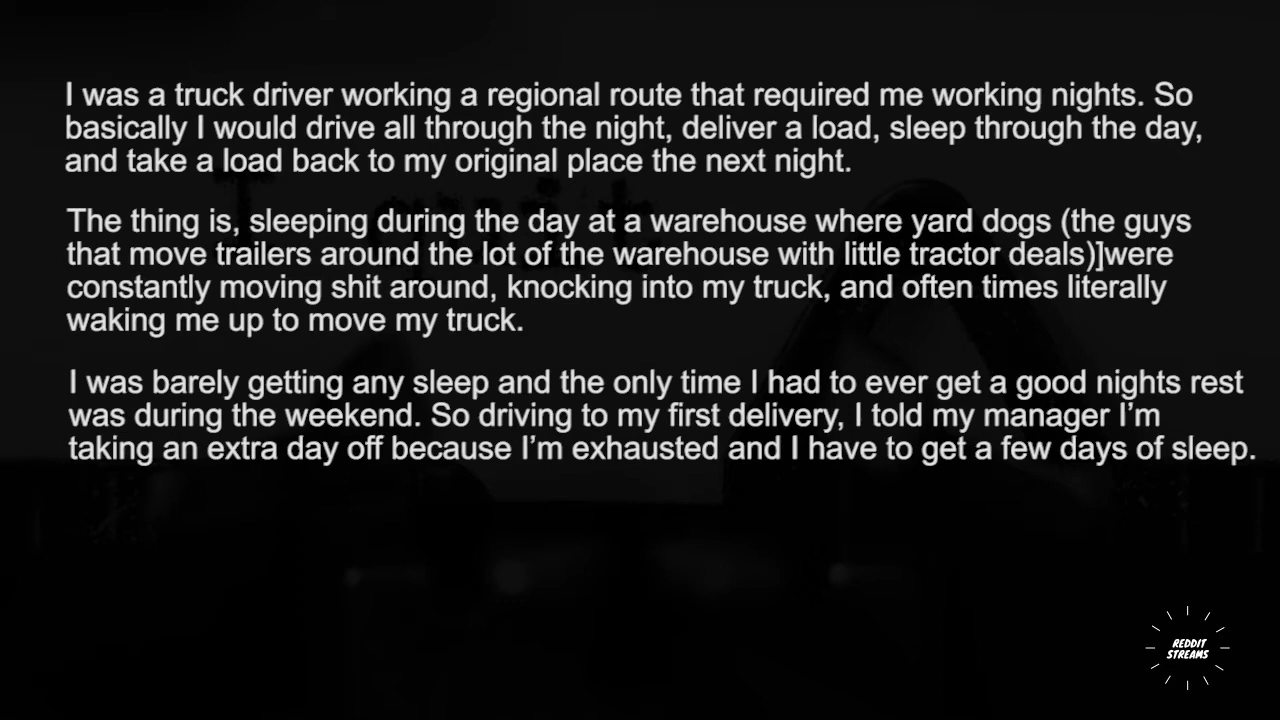 I was a truck driver working a regional route that required me working nights. So
basically I would drive all through the night, deliver a load, sleep through the day,
and take a load back to my original place the next night.
The thing is, sleeping during the day at a warehouse where yard dogs (the guys
that move trailers around the lot of the warehouse with little tractor deals)]were
constantly moving shit around, knocking into my truck, and often times literally
waking me up to move my truck.
I was barely getting any sleep and the only time I had to ever get a good nights rest
was during the weekend. So driving to my first delivery, I told my manager I’m
taking an extra day off because I’m exhausted and I have to get a few days of sleep.
REDDIT
STREAMS